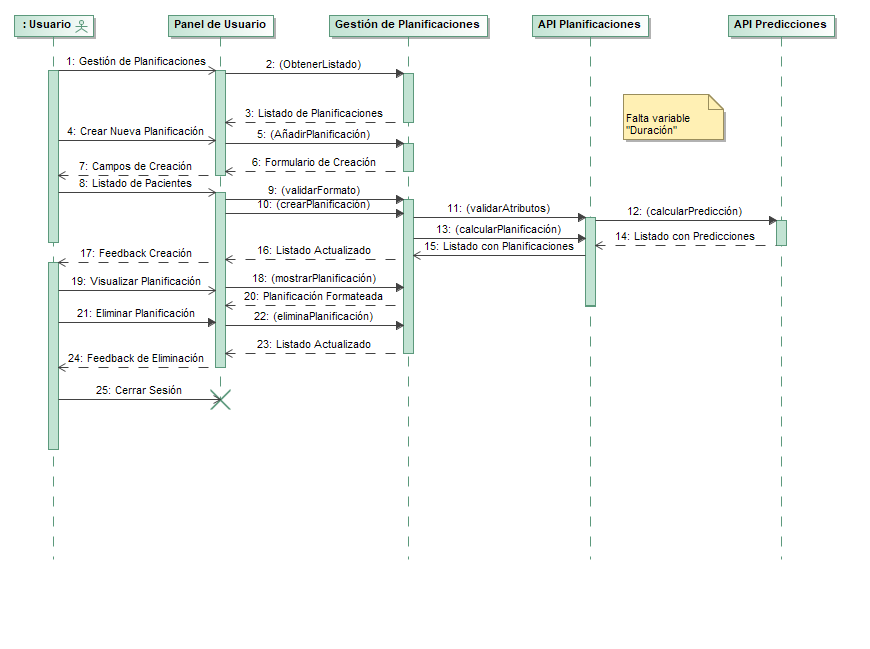 : Usuario
Panel de Usuario
Gestión de Planificaciones
API Planificaciones
API Predicciones
1: Gestión de Planificaciones
2: (ObtenerListado)
3: Listado de Planificaciones
Falta variable
"Duración"
4: Crear Nueva Planificación
5: (AñadirPlanificación)
6: Formulario de Creación
7: Campos de Creación
8: Listado de Pacientes
9: (validarFormato)
10: (crearPlanificación)
11: (validarAtributos)
12: (calcularPredicción)
13: (calcularPlanificación)
14: Listado con Predicciones
15: Listado con Planificaciones
16: Listado Actualizado
17: Feedback Creación
18: (mostrarPlanificación)
19: Visualizar Planificación
20: Planificación Formateada
21: Eliminar Planificación
22: (eliminaPlanificación)
23: Listado Actualizado
24: Feedback de Eliminación
25: Cerrar Sesión